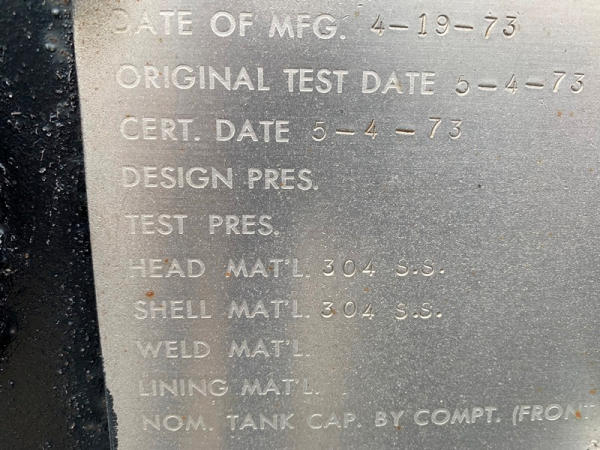 DATE OF MFG. 4-19-73
ORIGINAL TEST DATE 5-4-73
CERT. DATE 5-4-73
DESIGN PRES.
TEST PRES.
HEAD MAT'L. 304 S.S.
SHELL MAT'L. 304 S.S.
WELD MAT'L.
LINING MAT'L.
NOM. TANK CAP. BY COMPT. (FRONT